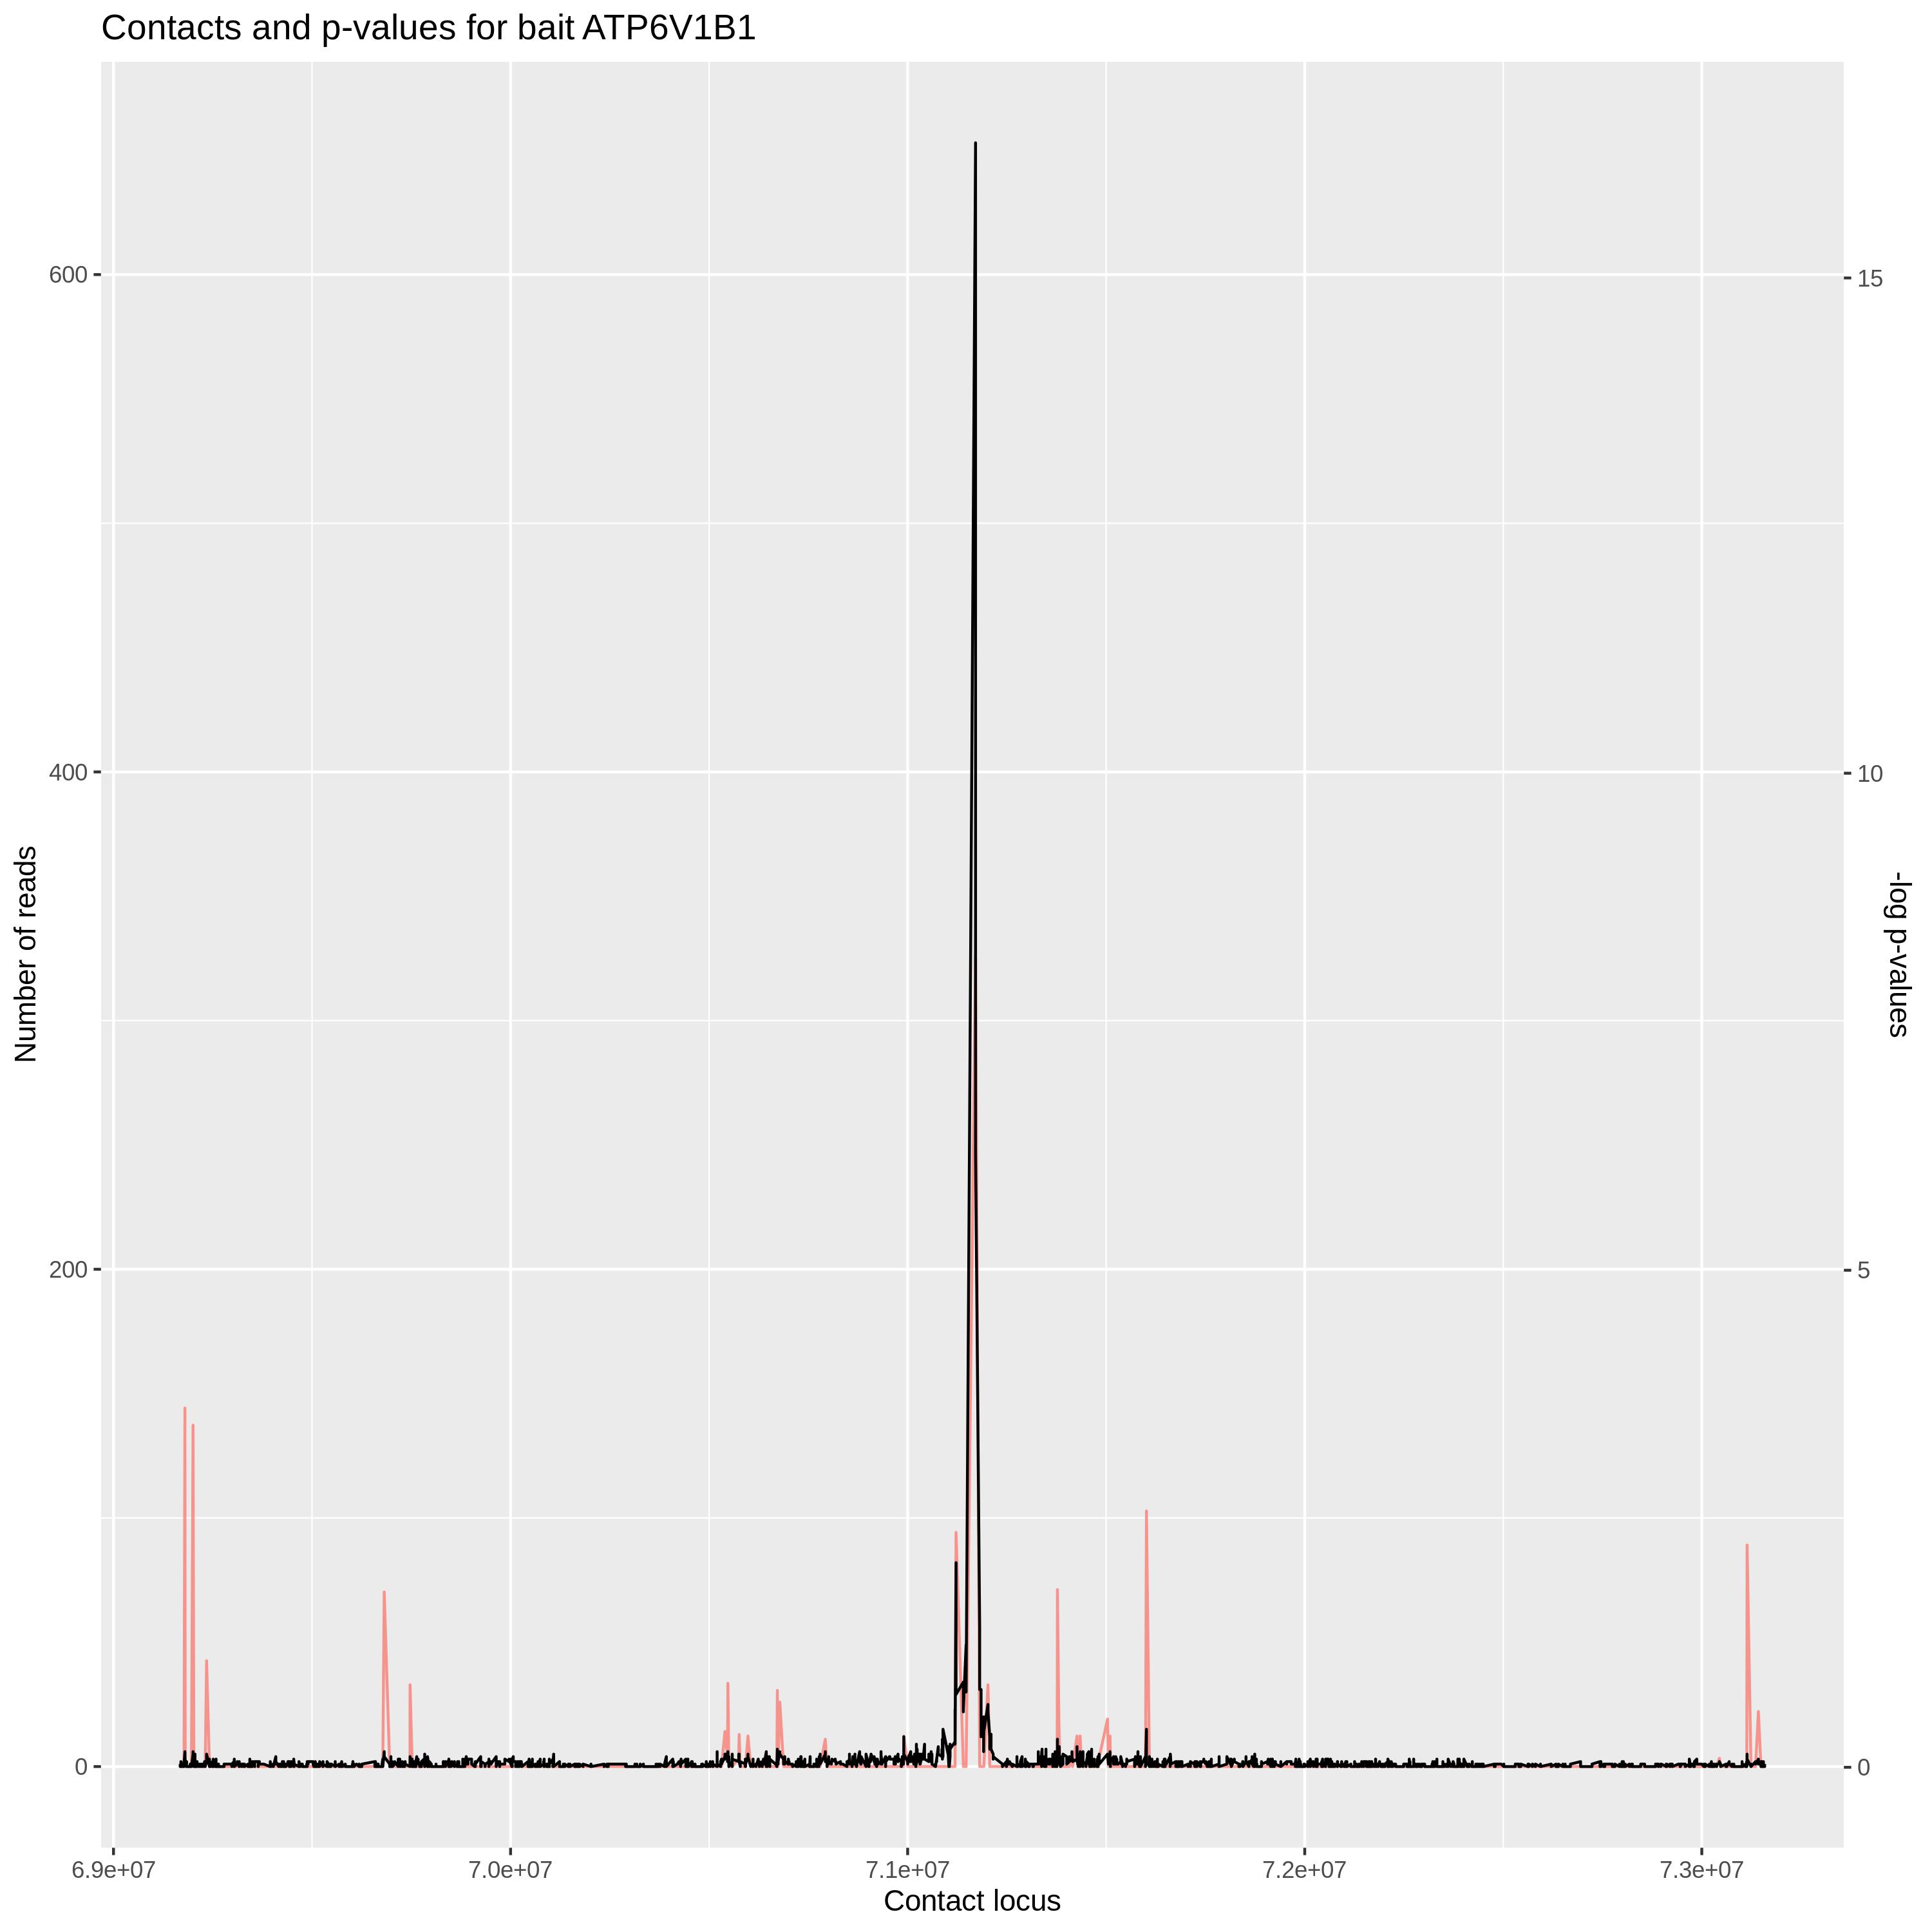 Contacts and p-values for bait ATP6V1B1
600
400
200
0
15
10
5
0
Number of reads
-log p-values
6.9e+07 7.0e+07 7.1e+07 7.2e+07 7.3e+07
Contact locus